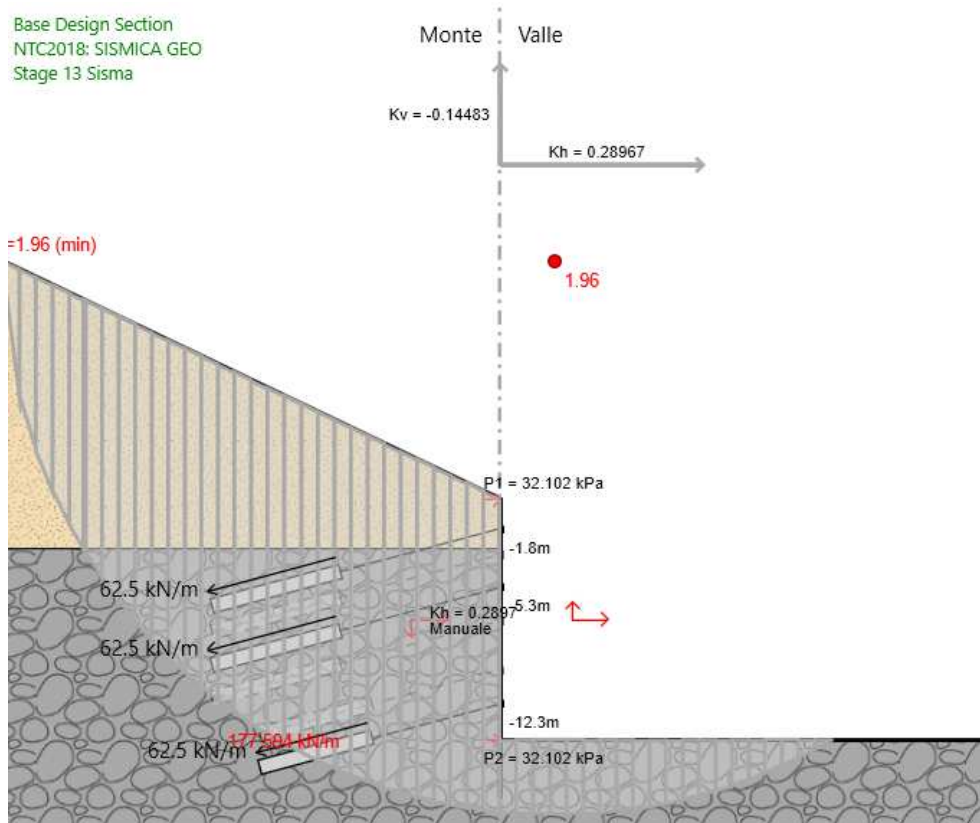 Base Design Section
NTC2018: SISMICA GEO
Stage 13 Sisma
Monte
Valle
Kv = -0.14483
Kh = 0.28967
=1.96 (min)
1.96
P1 = 32.102 kPa
-1.8m
62.5 kN/m
-5.3m
Kh = 0.2897
Manuale
62.5 kN/m
-12.3m
62.5 kN/m
P2 = 32.102 kPa